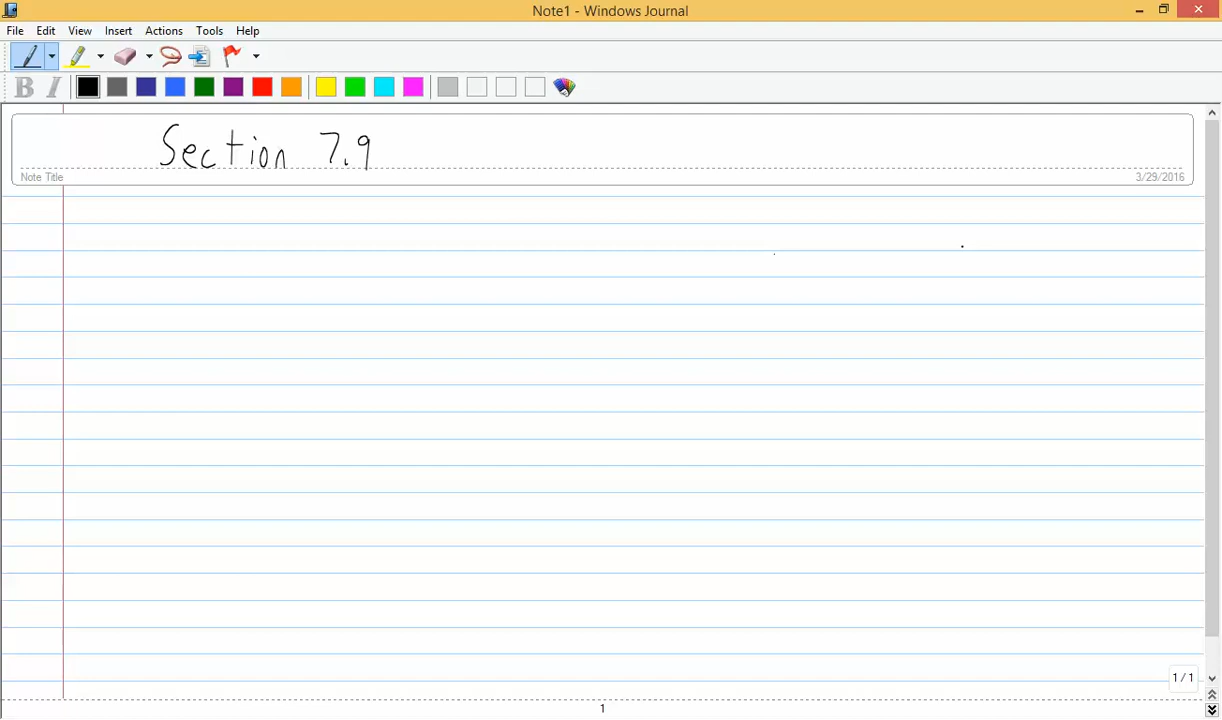 Note1 - Windows Journal
File Edit View Insert Actions Tools Help
B I
Section 7.9
Note Title 3/29/2016
1 / 1
1